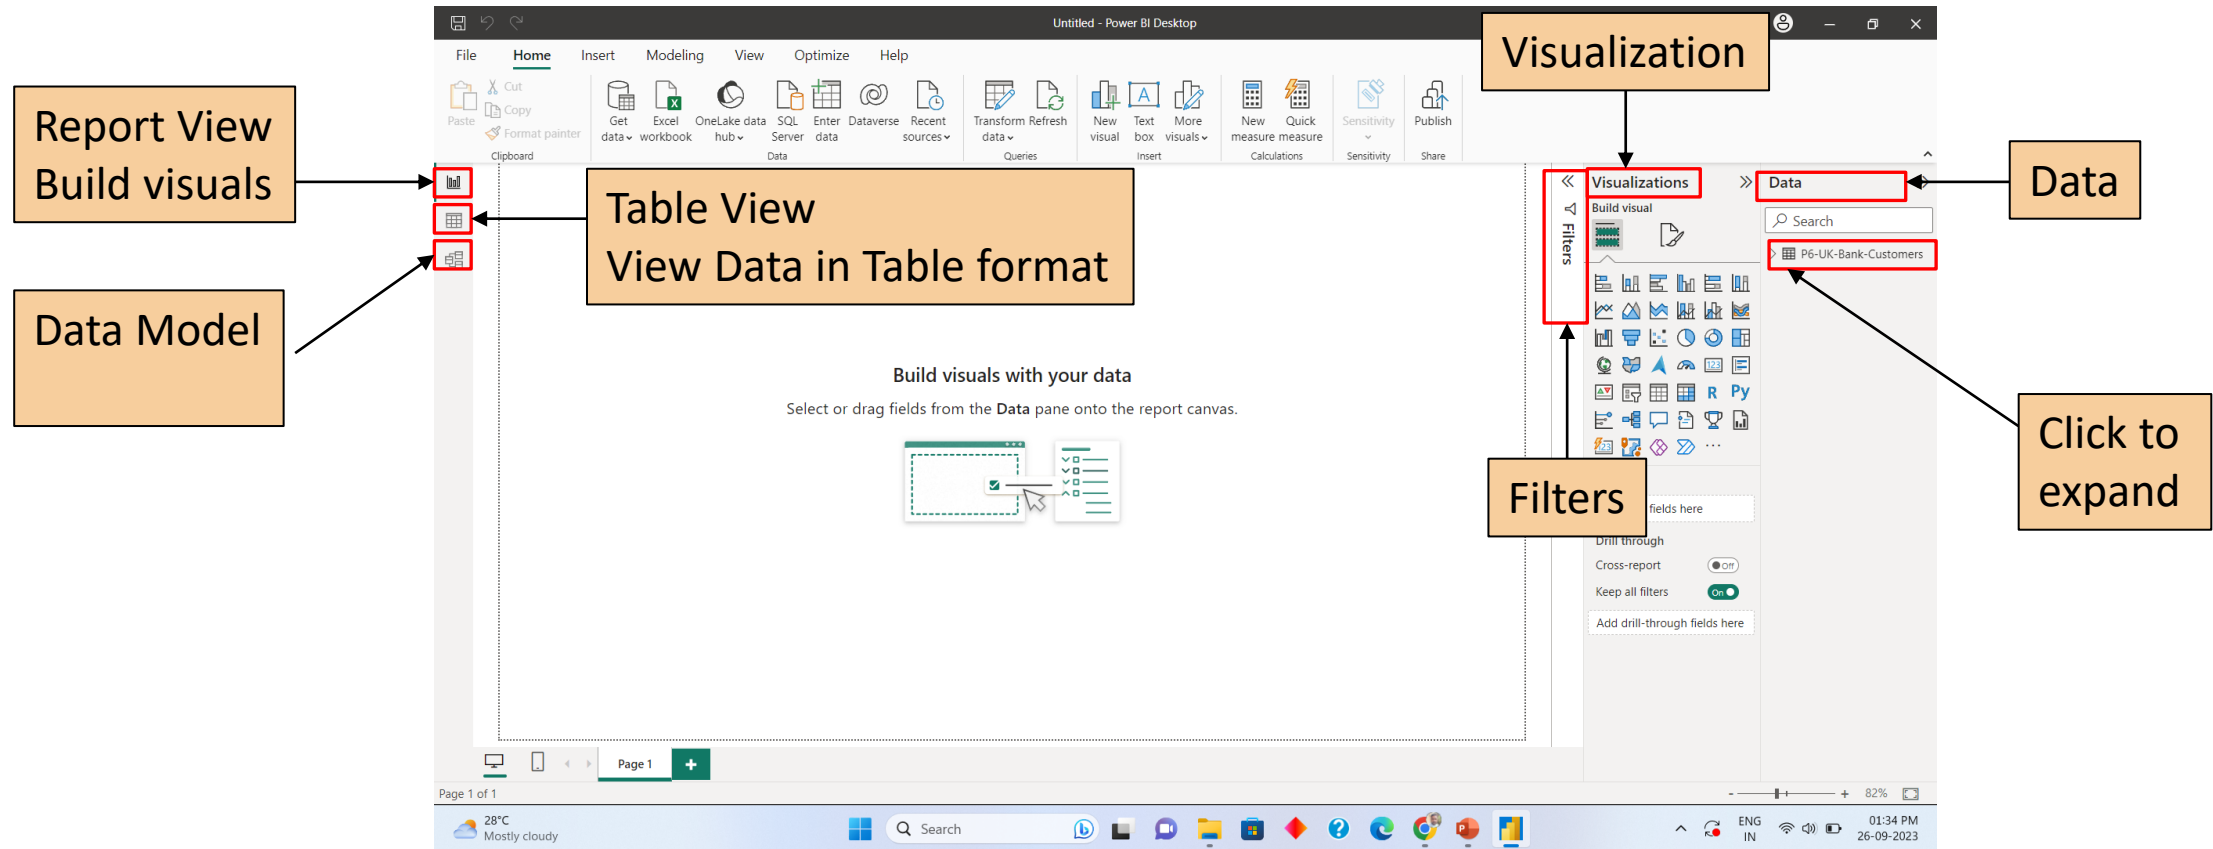 Untitled - Power BI Desktop
File Home Insert Modeling View Optimize Help
Visualization
Paste
Cut
Copy
Format painter
Clipboard
Get data
Excel workbook
OneLake data hub
SQL Server
Enter data
Dataverse
Recent sources
Data
Transform data
Refresh
Queries
New visual
Text box
More visuals
Insert
New measure
Quick measure
Calculations
Sensitivity
Sensitivity
Publish
Share
Report View
Build visuals
Table View
View Data in Table format
Data Model
Build visuals with your data
Select or drag fields from the Data pane onto the report canvas.
Filters
Filters
Visualizations
Build visual
123
R Py
123
fields here
Drill through
Cross-report Off
Keep all filters On
Add drill-through fields here
Data
Search
P6-UK-Bank-Customers
Data
Click to
expand
Page 1
Page 1 of 1
- + 82%
28°C
Mostly cloudy
Search
ENG
IN
01:34 PM
26-09-2023